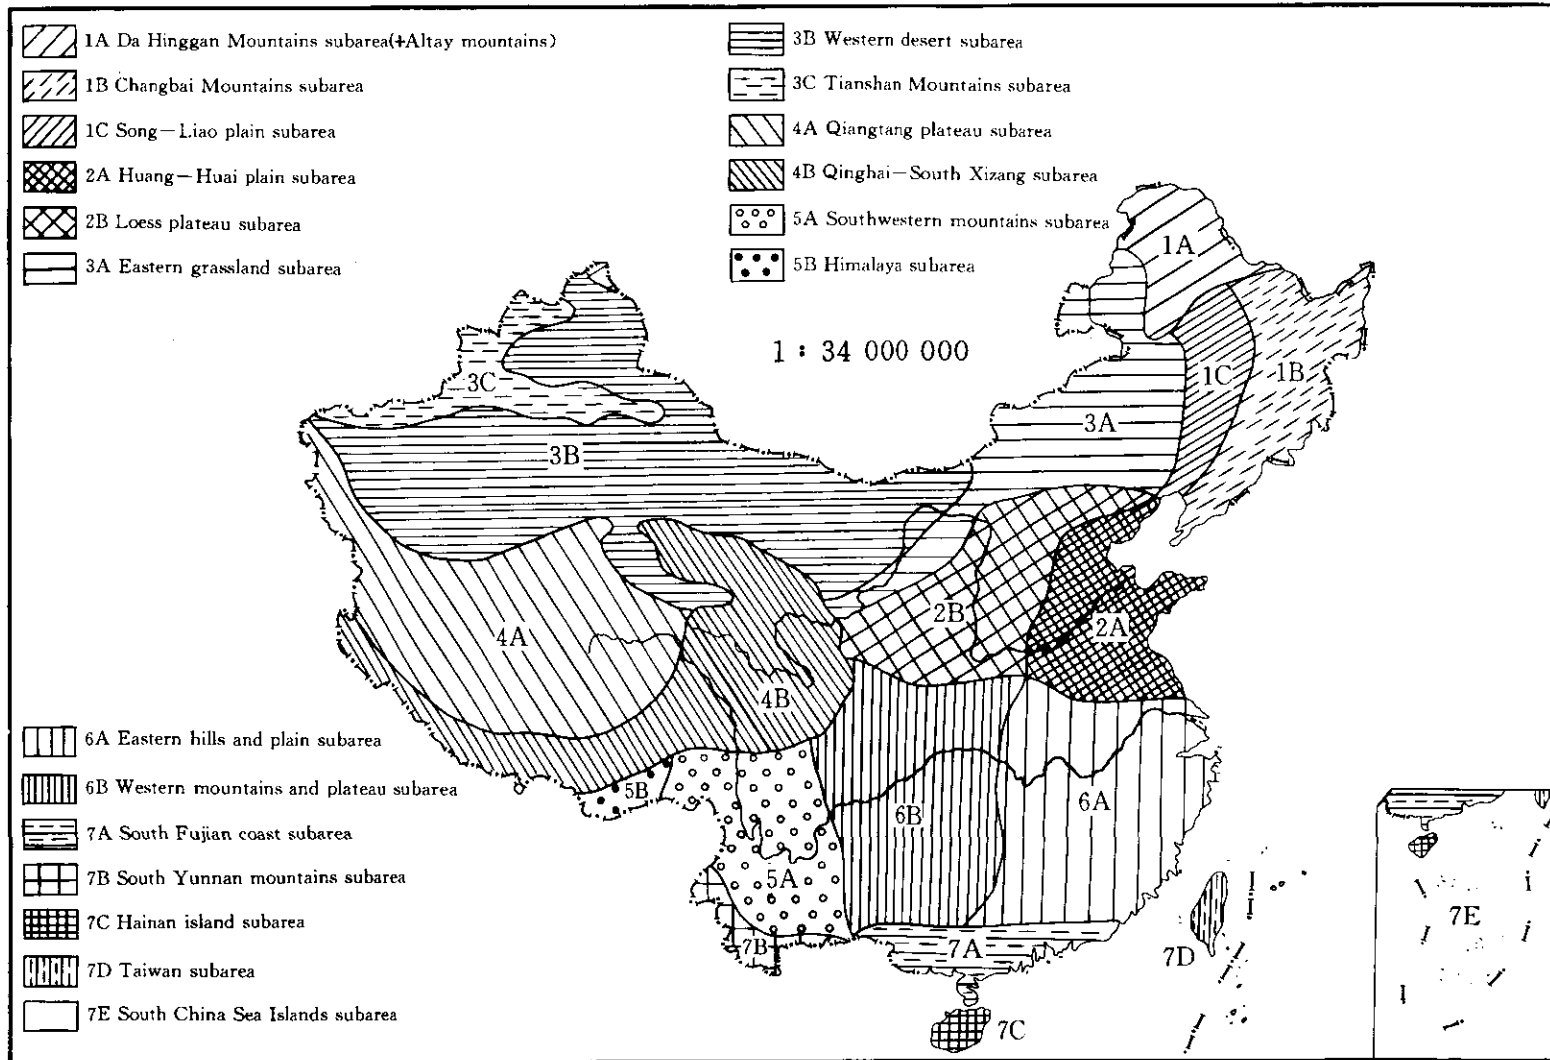 1A Da Hinggan Mountains subarea(+Altay mountains)
1B Changbai Mountains subarea
1C Song—Liao plain subarea
2A Huang—Huai plain subarea
2B Loess plateau subarea
3A Eastern grassland subarea
3B Western desert subarea
3C Tianshan Mountains subarea
4A Qiangtang plateau subarea
4B Qinghai—South Xizang subarea
5A Southwestern mountains subarea
5B Himalaya subarea
1 : 34 000 000
1A
1B
1C
3C
3A
3B
2B
2A
4A
4B
5B
6A
6B
5A
7B
7A
7D
7C
7E
6A Eastern hills and plain subarea
6B Western mountains and plateau subarea
7A South Fujian coast subarea
7B South Yunnan mountains subarea
7C Hainan island subarea
7D Taiwan subarea
7E South China Sea Islands subarea